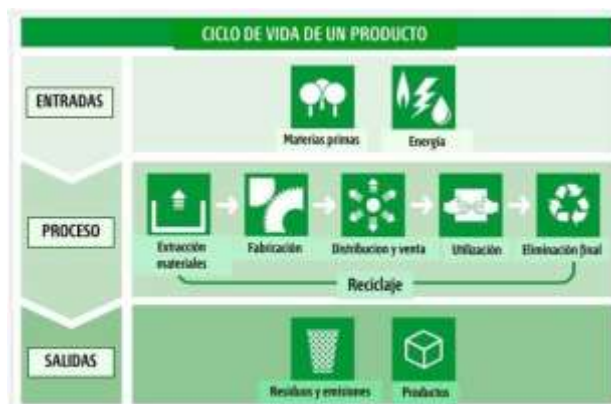 CICLO DE VIDA DE UN PRODUCTO
ENTRADAS
Materias primas
Energía
PROCESO
Extracción
materiales
Fabricación
Distribucion y venta
Utilización
Eliminación final
Reciclaje
SALIDAS
Residuos y emisiones
Productos